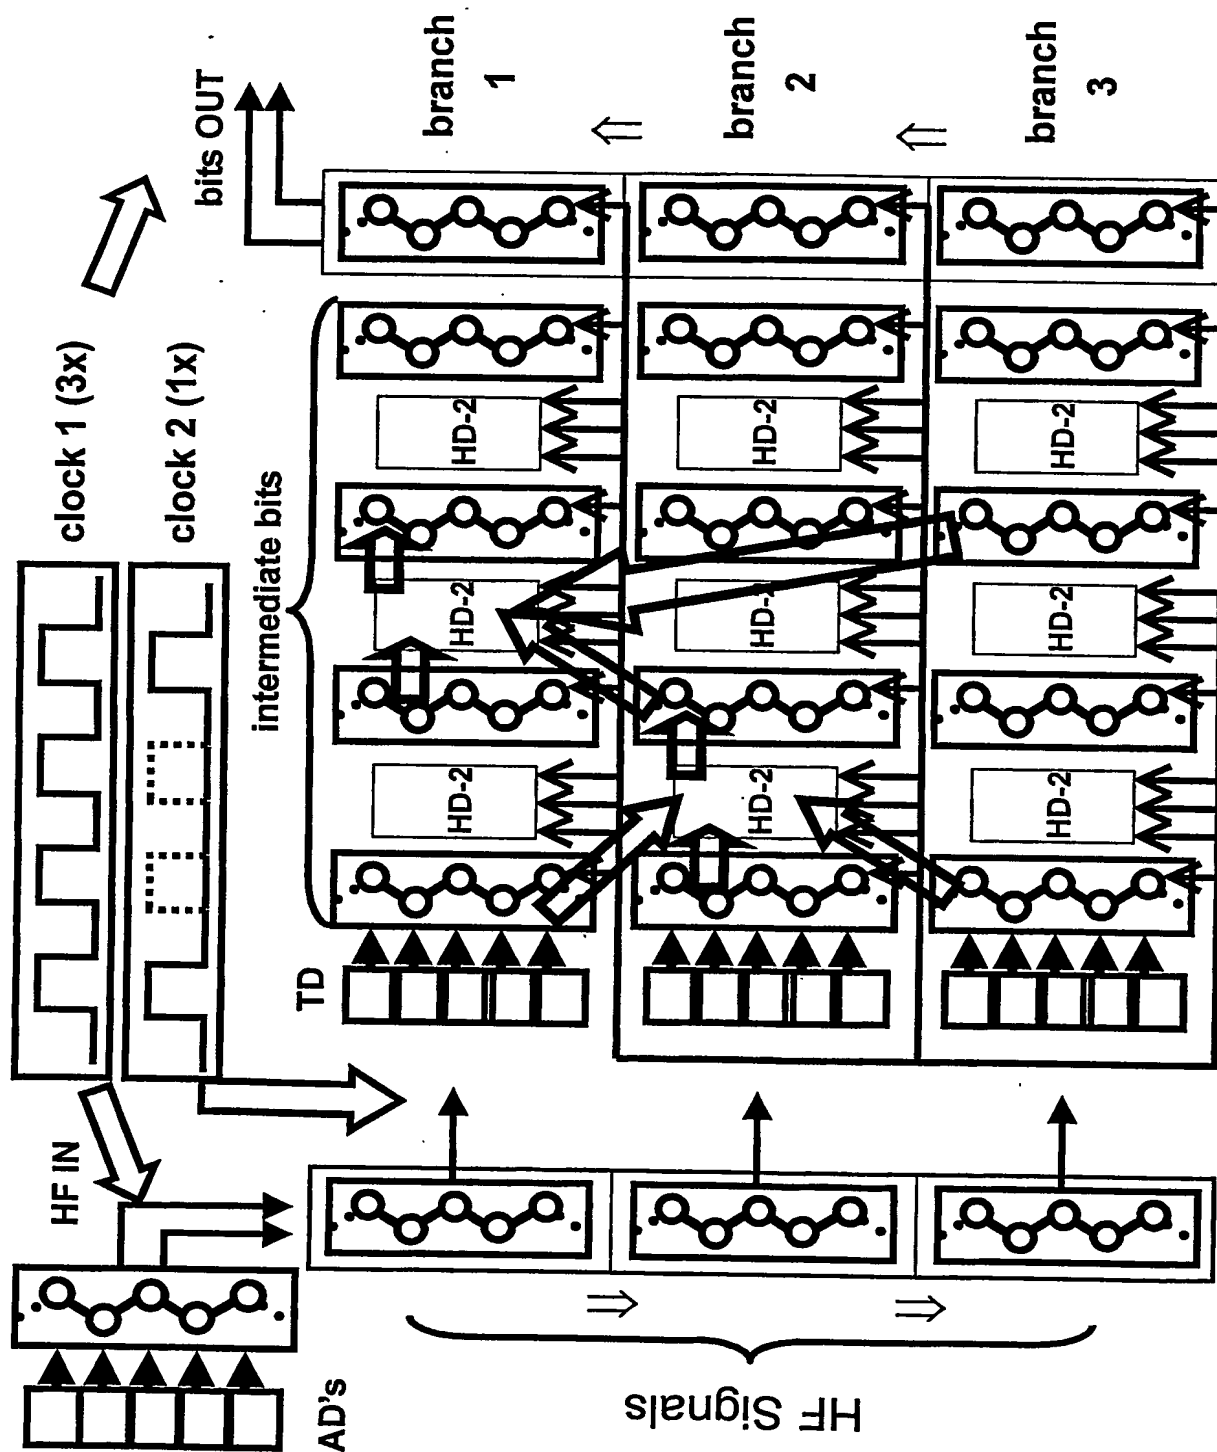 clock 1 (3x)
clock 2 (1x)
HF IN
bits OUT
AD's
TD
intermediate bits
HD-2
HD-2
HD-2
branch
1
HD-2
HD-2
HD-2
branch
2
HD-2
HD-2
HD-2
branch
3
HF Signals